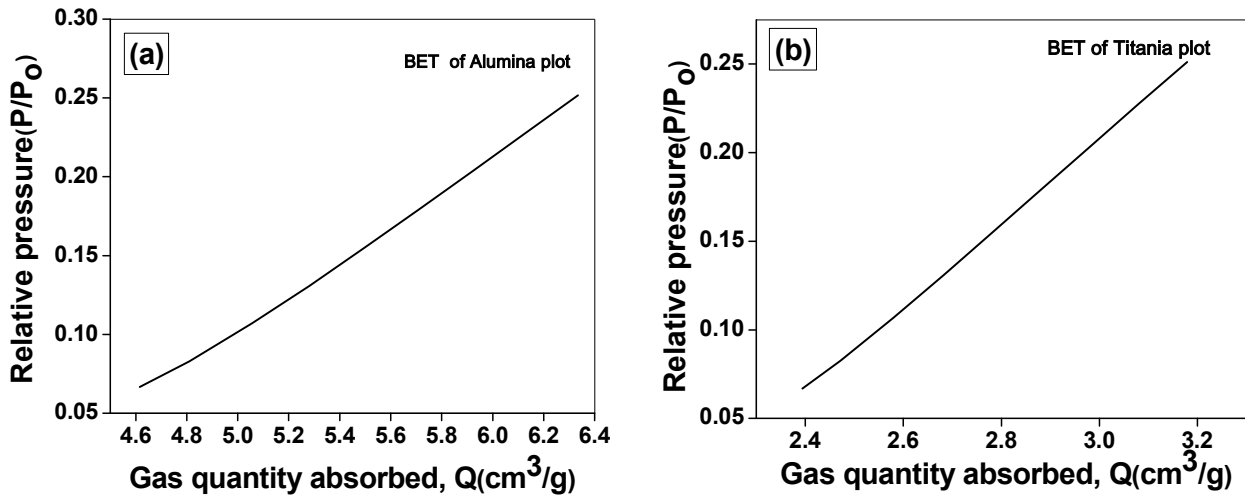 (a)
BET of Alumina plot
Relative pressure(P/PO)
0.30
0.25
0.20
0.15
0.10
0.05
4.6 4.8 5.0 5.2 5.4 5.6 5.8 6.0 6.2 6.4
Gas quantity absorbed, Q(cm³/g)
(b)
BET of Titania plot
Relative pressure(P/PO)
0.25
0.20
0.15
0.10
0.05
2.4 2.6 2.8 3.0 3.2
Gas quantity absorbed, Q(cm³/g)